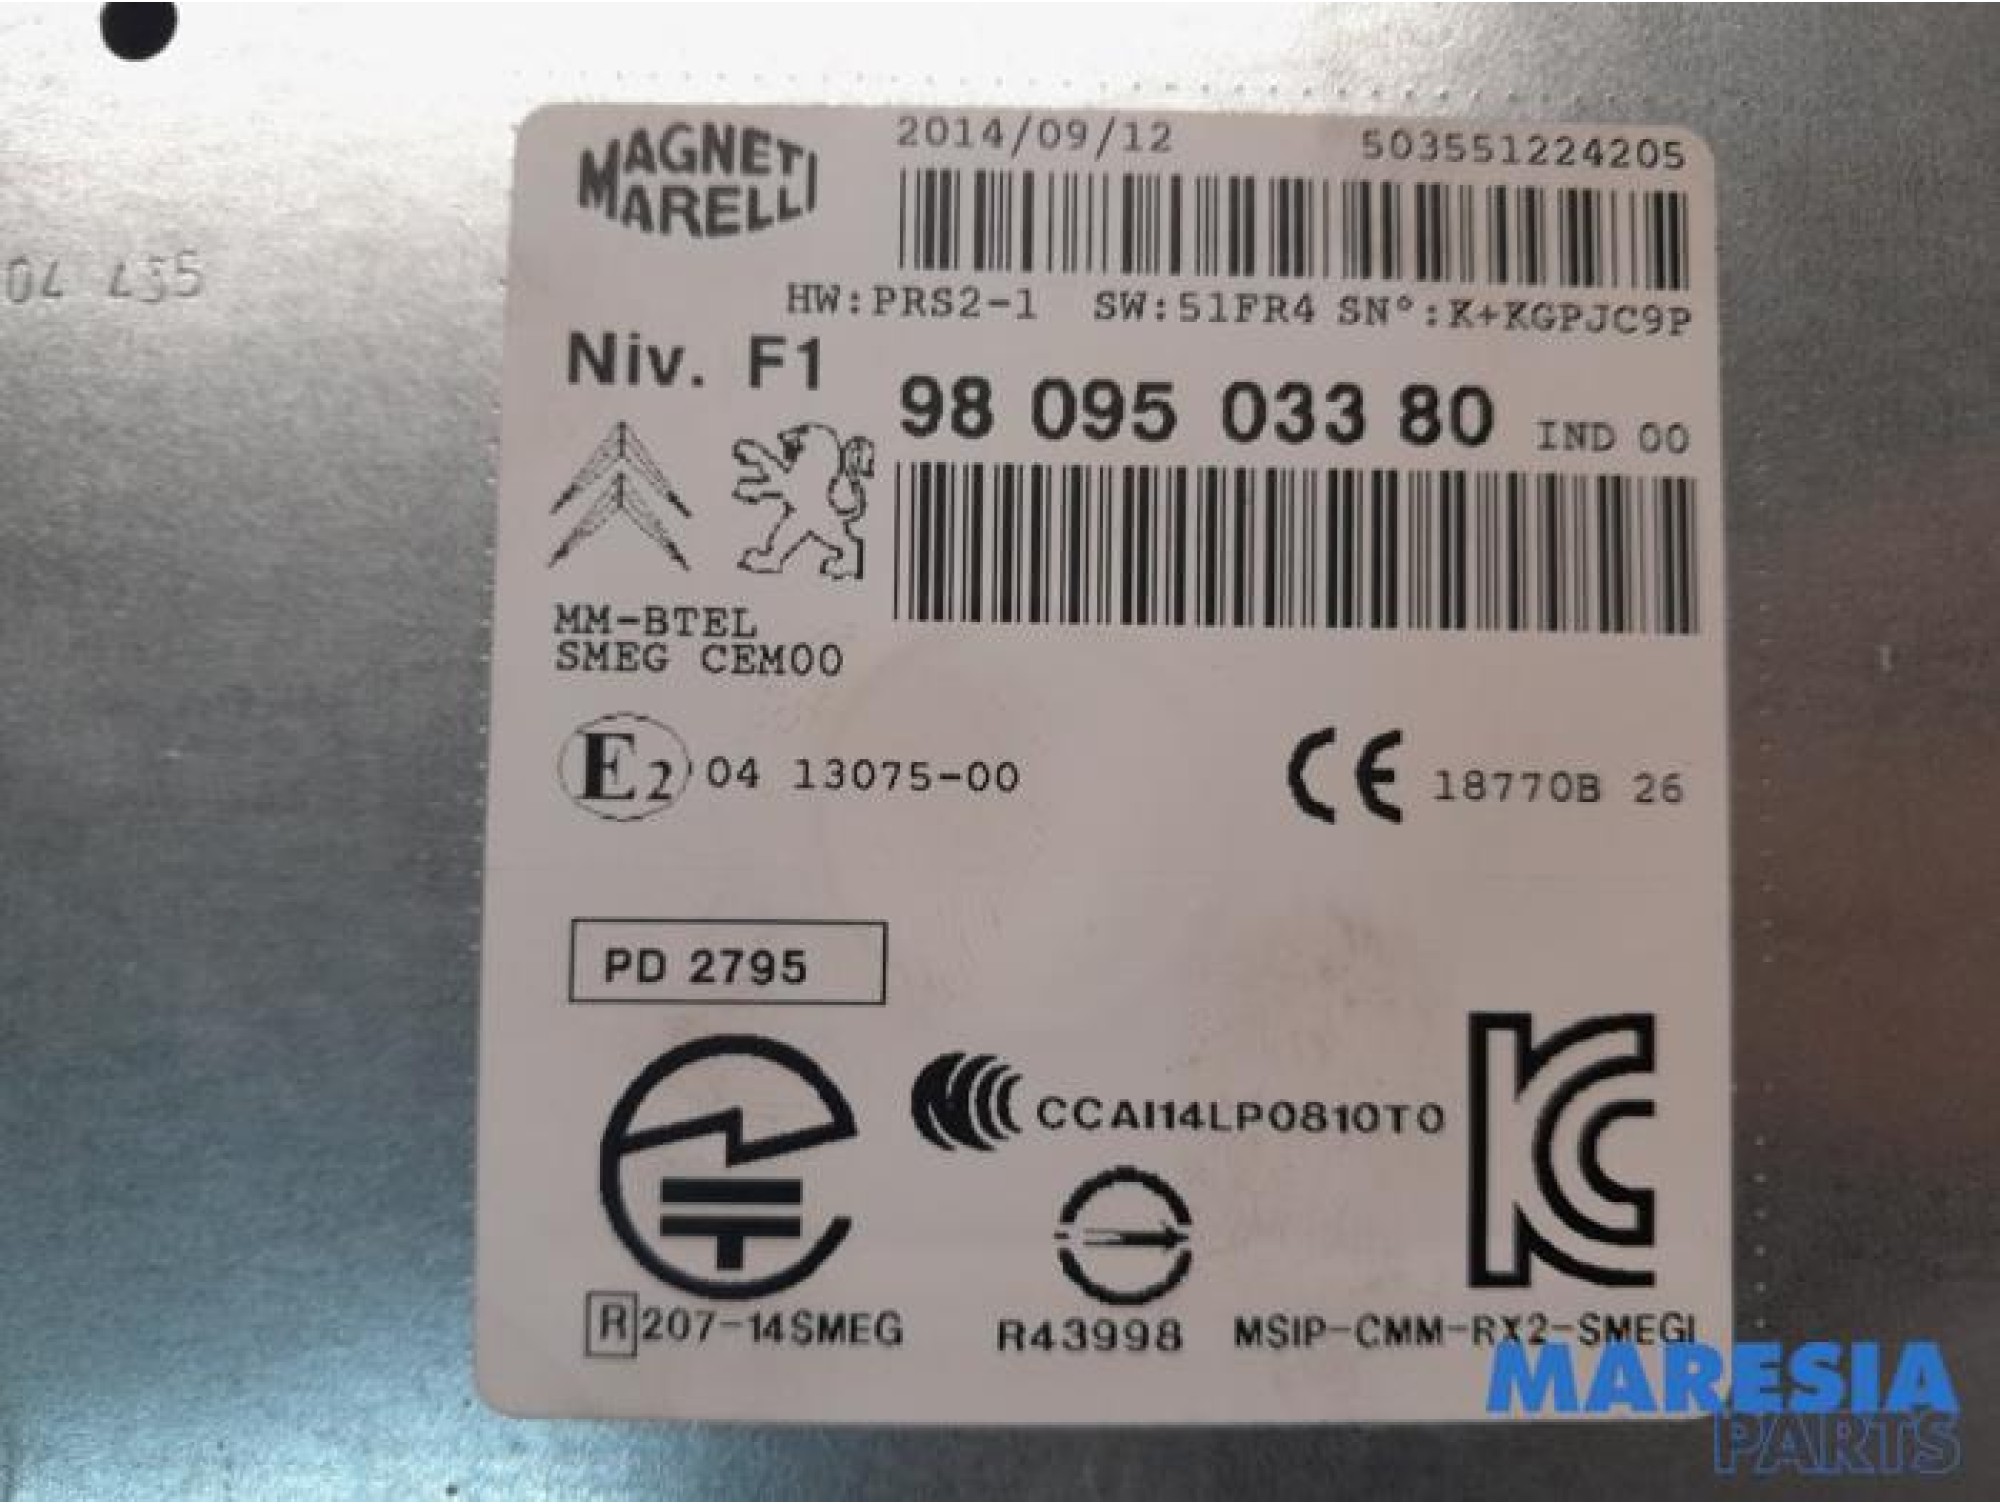 MAGNETI
MARELLI
2014/09/12 503551224205
04 435
HW:PRS2-1 SW:51FR4 SN°:K+KGPJC9P
Niv. F1
98 095 033 80 IND 00
MM-BTEL
SMEG CEM00
E2 04 13075-00
CE 18770B 26
PD 2795
CCAI14LP0810T0
R 207-14SMEG
R43998
MSIP-CMM-RX2-SMEGI
MARESIA
PARTS